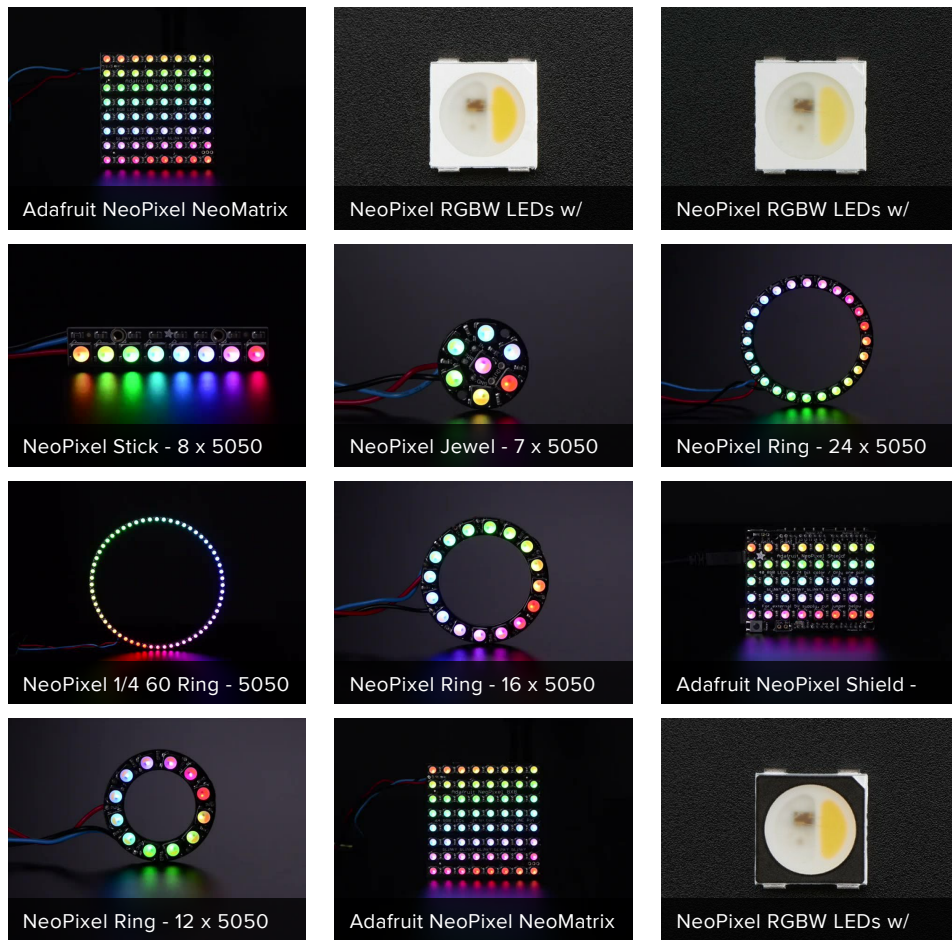 Adafruit NeoPixel NeoMatrix
NeoPixel RGBW LEDs w/
NeoPixel RGBW LEDs w/
NeoPixel Stick - 8 x 5050
NeoPixel Jewel - 7 x 5050
NeoPixel Ring - 24 x 5050
NeoPixel 1/4 60 Ring - 5050
NeoPixel Ring - 16 x 5050
Adafruit NeoPixel Shield -
NeoPixel Ring - 12 x 5050
Adafruit NeoPixel NeoMatrix
NeoPixel RGBW LEDs w/